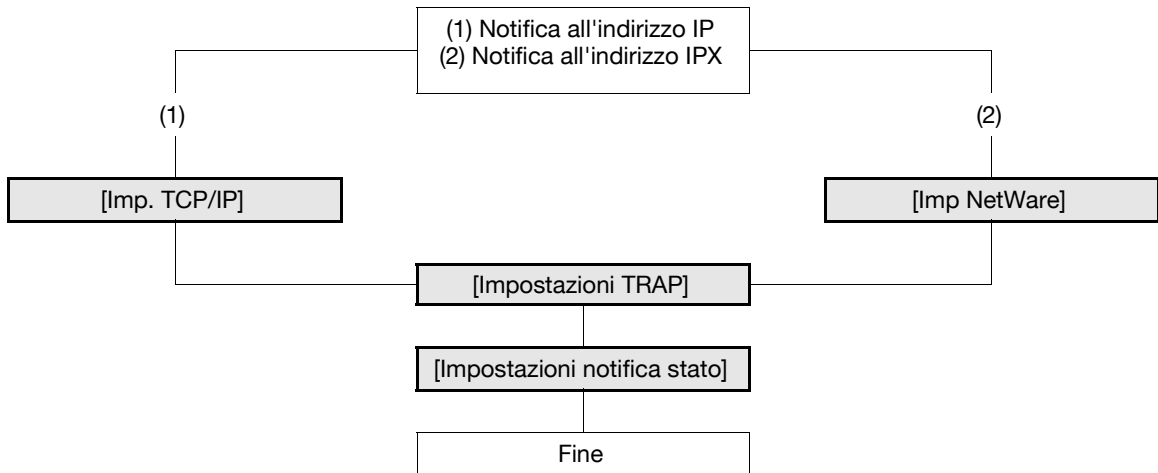 (1) Notifica all'indirizzo IP
(2) Notifica all'indirizzo IPX
(1)
(2)
[Imp. TCP/IP]
[Imp NetWare]
[Impostazioni TRAP]
[Impostazioni notifica stato]
Fine